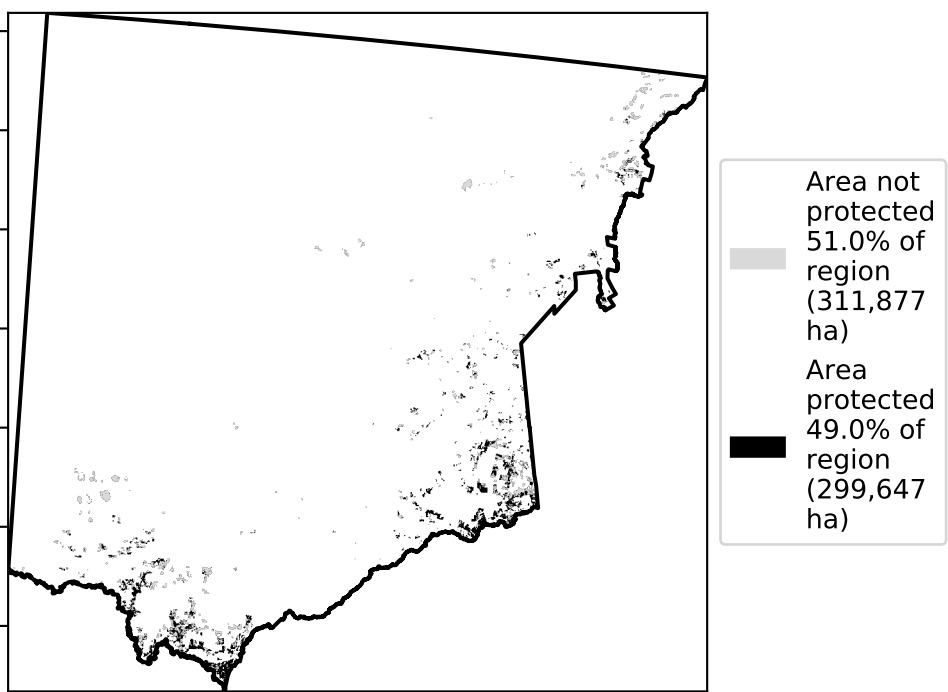 Area not
protected
51.0% of
region
(311,877
ha)
Area
protected
49.0% of
region
(299,647
ha)